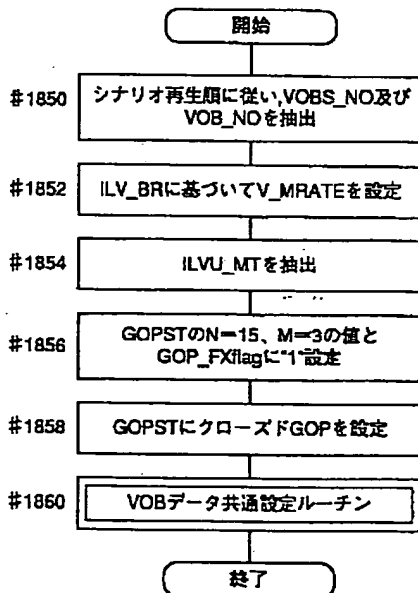 開始
#1850
シナリオ再生順に従い,VOBS_NO及び
VOB_NOを抽出
#1852
ILV_BRに基づいてV_MRATEを設定
#1854
ILVU_MTを抽出
#1856
GOPSTのN=15、M=3の値と
GOP_FXflagに"1"設定
#1858
GOPSTにクローズドGOPを設定
#1860
VOBデータ共通設定ルーチン
終了